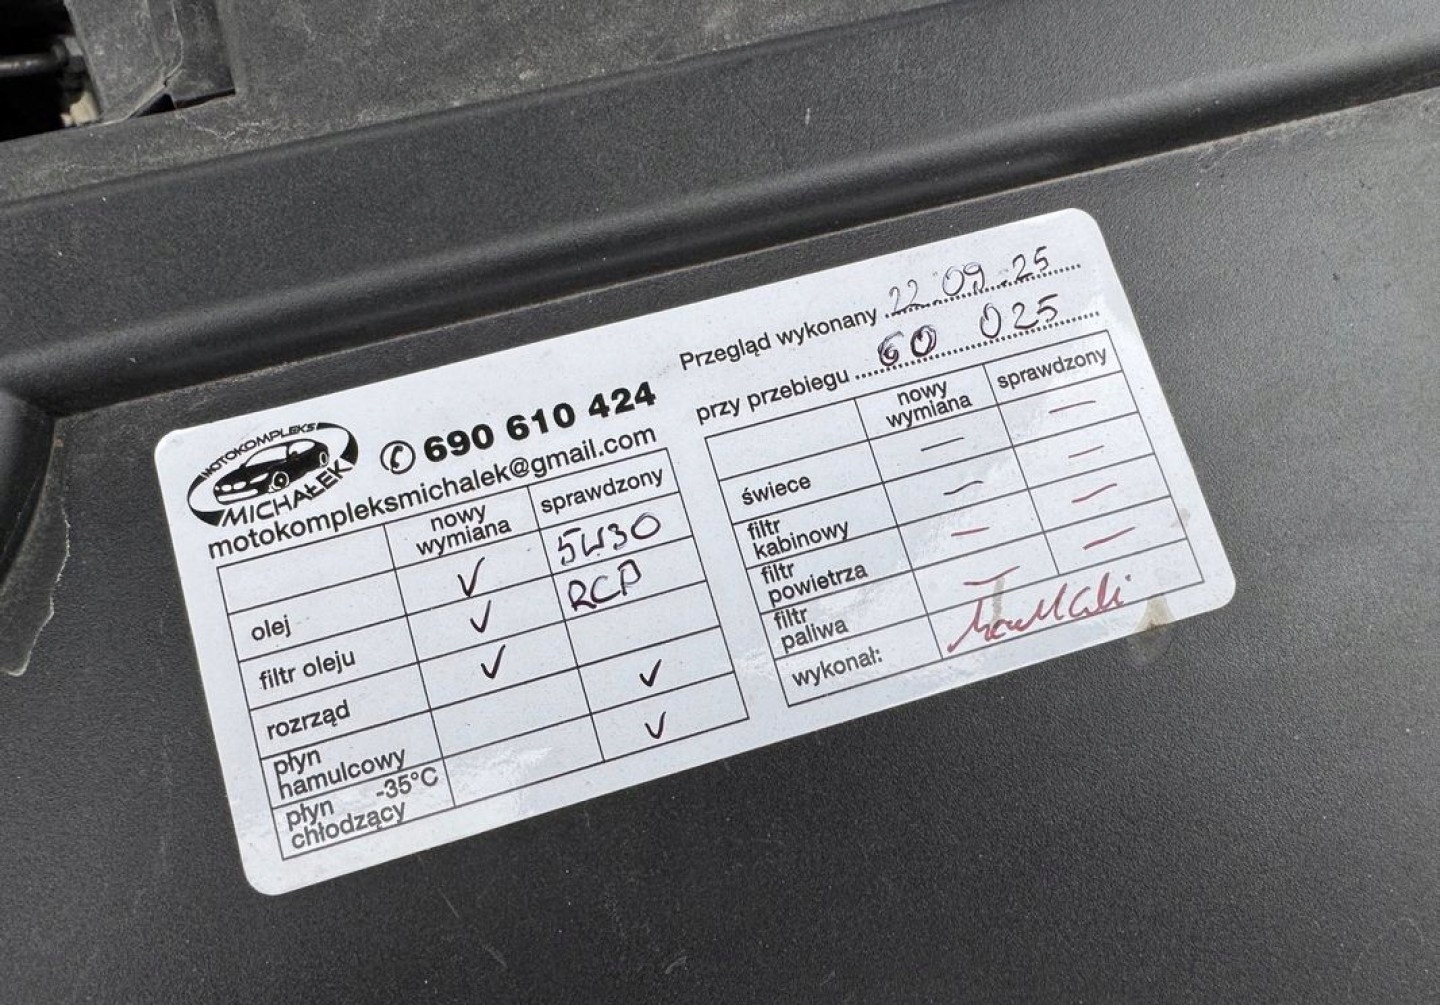 MOTOKOMPLEKS
MICHAŁEK
✆ 690 610 424
motokompleksmichalek@gmail.com
nowy wymiana sprawdzony
olej ✓ 5W30
filtr oleju ✓ RCP
rozrząd ✓
płyn hamulcowy ✓
płyn -35°C chłodzący ✓
Przegląd wykonany 22.09.25
przy przebiegu 60 025
nowy wymiana sprawdzony
świece — —
filtr kabinowy — —
filtr powietrza — —
filtr paliwa — —
wykonał: